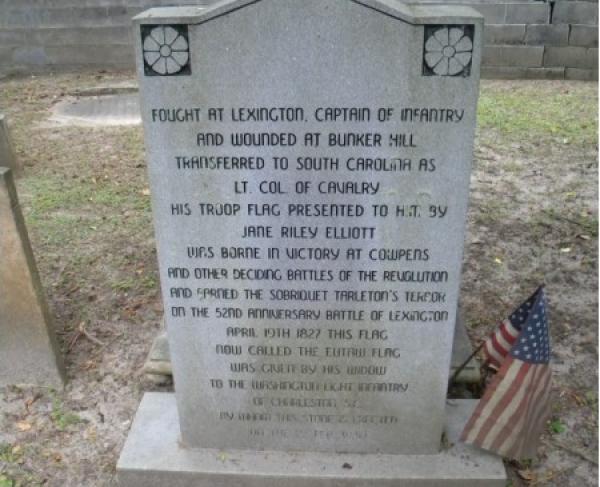 FOUGHT AT LEXINGTON, CAPTAIN OF INFANTRY
AND WOUNDED AT BUNKER HILL
TRANSFERRED TO SOUTH CAROLINA AS
LT. COL. OF CAVALRY
HIS TROOP FLAG PRESENTED TO H.T. BY
JANE RILEY ELLIOTT
WAS BORNE IN VICTORY AT COWPENS
AND OTHER DECIDING BATTLES OF THE REVOLUTION
AND EARNED THE SOBRIQUET TARLETON'S TERROR
ON THE 52ND ANNIVERSARY BATTLE OF LEXINGTON
APRIL 19TH 1827 THIS FLAG
NOW CALLED THE EUTAW FLAG
WAS GIVEN BY HIS WIDOW
TO THE WASHINGTON LIGHT INFANTRY
OF CHARLESTON, S.C.
BY WHOM THIS STONE IS ERECTED